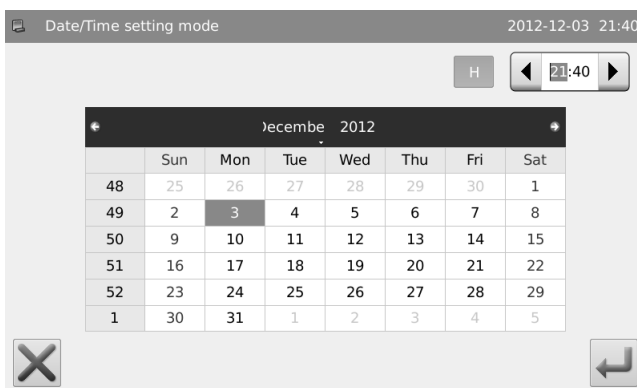 Date/Time setting mode 2012-12-03 21:40
H 21:40
Decembe 2012
Sun Mon Tue Wed Thu Fri Sat
48 25 26 27 28 29 30 1
49 2 3 4 5 6 7 8
50 9 10 11 12 13 14 15
51 16 17 18 19 20 21 22
52 23 24 25 26 27 28 29
1 30 31 1 2 3 4 5